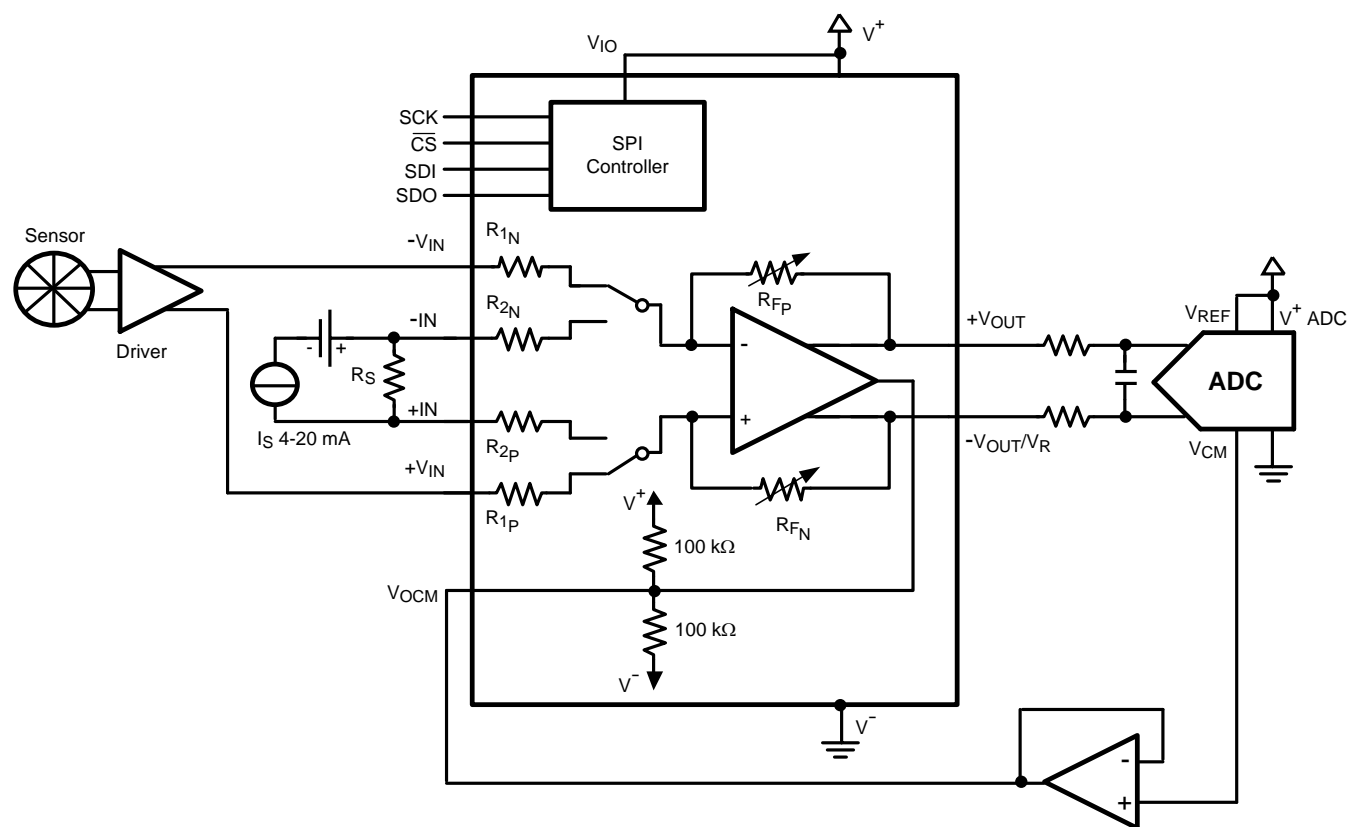 V+
VIO
SCK
CS
SDI
SDO
SPI
Controller
Sensor
Driver
-VIN
R1N
R2N
-IN
- +
RS
+IN
IS 4-20 mA
R2P
+VIN
R1P
RFP
-
+
RFN
V+
100 kΩ
VOCM
100 kΩ
V-
V-
+VOUT
-VOUT/VR
VREF
V+ ADC
ADC
VCM
-
+